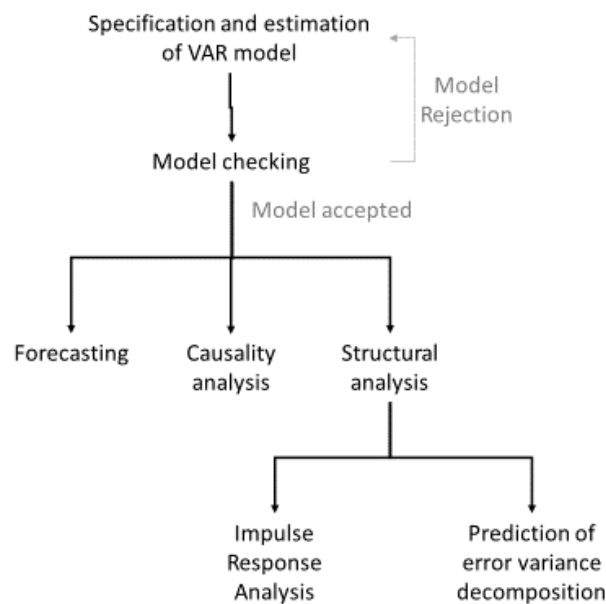 Specification and estimation
of VAR model
Model
Rejection
Model checking
Model accepted
Forecasting
Causality
analysis
Structural
analysis
Impulse
Response
Analysis
Prediction of
error variance
decomposition